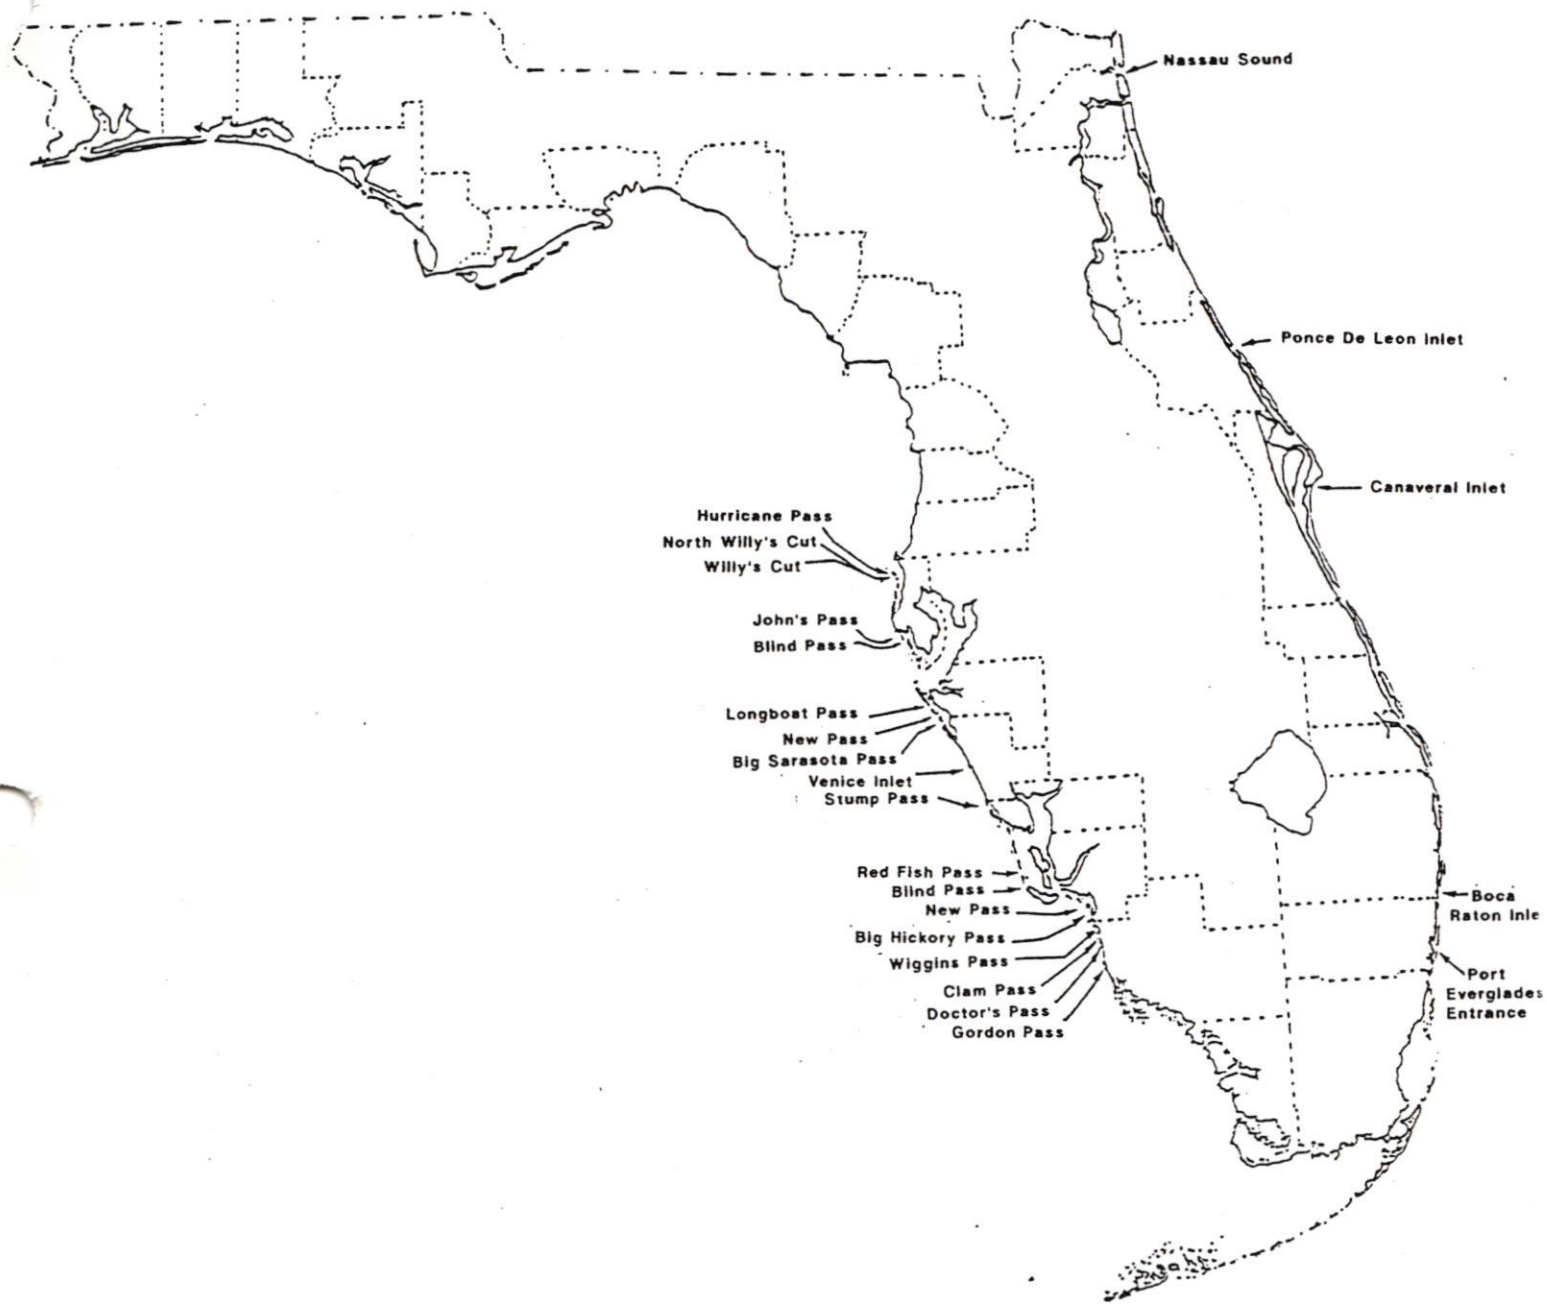 Nassau Sound
Ponce De Leon Inlet
Canaveral Inlet
Hurricane Pass
North Willy's Cut
Willy's Cut
John's Pass
Blind Pass
Longboat Pass
New Pass
Big Sarasota Pass
Venice Inlet
Stump Pass
Red Fish Pass
Blind Pass
New Pass
Big Hickory Pass
Wiggins Pass
Clam Pass
Doctor's Pass
Gordon Pass
Boca
Raton Inle
Port
Everglades
Entrance